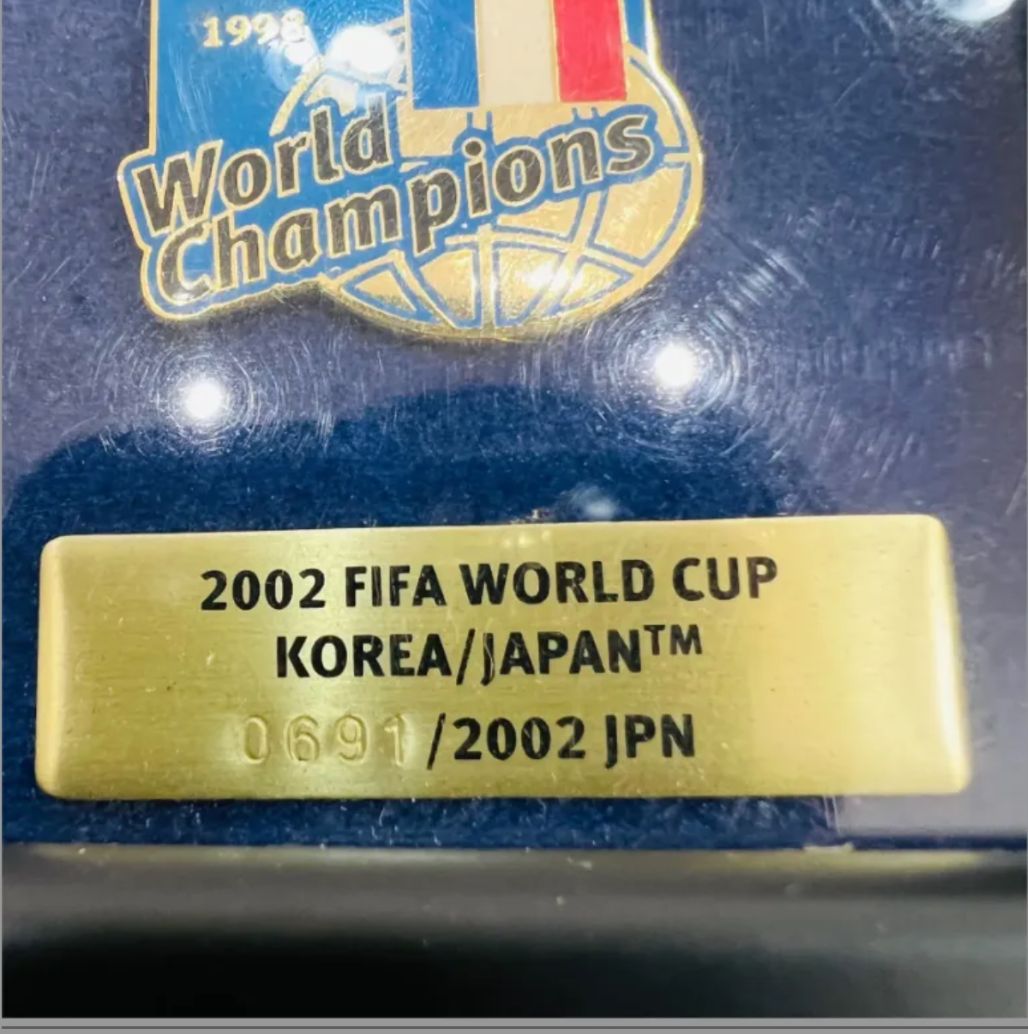 1998
World
Champions
2002 FIFA WORLD CUP
KOREA/JAPAN™
0691/2002 JPN